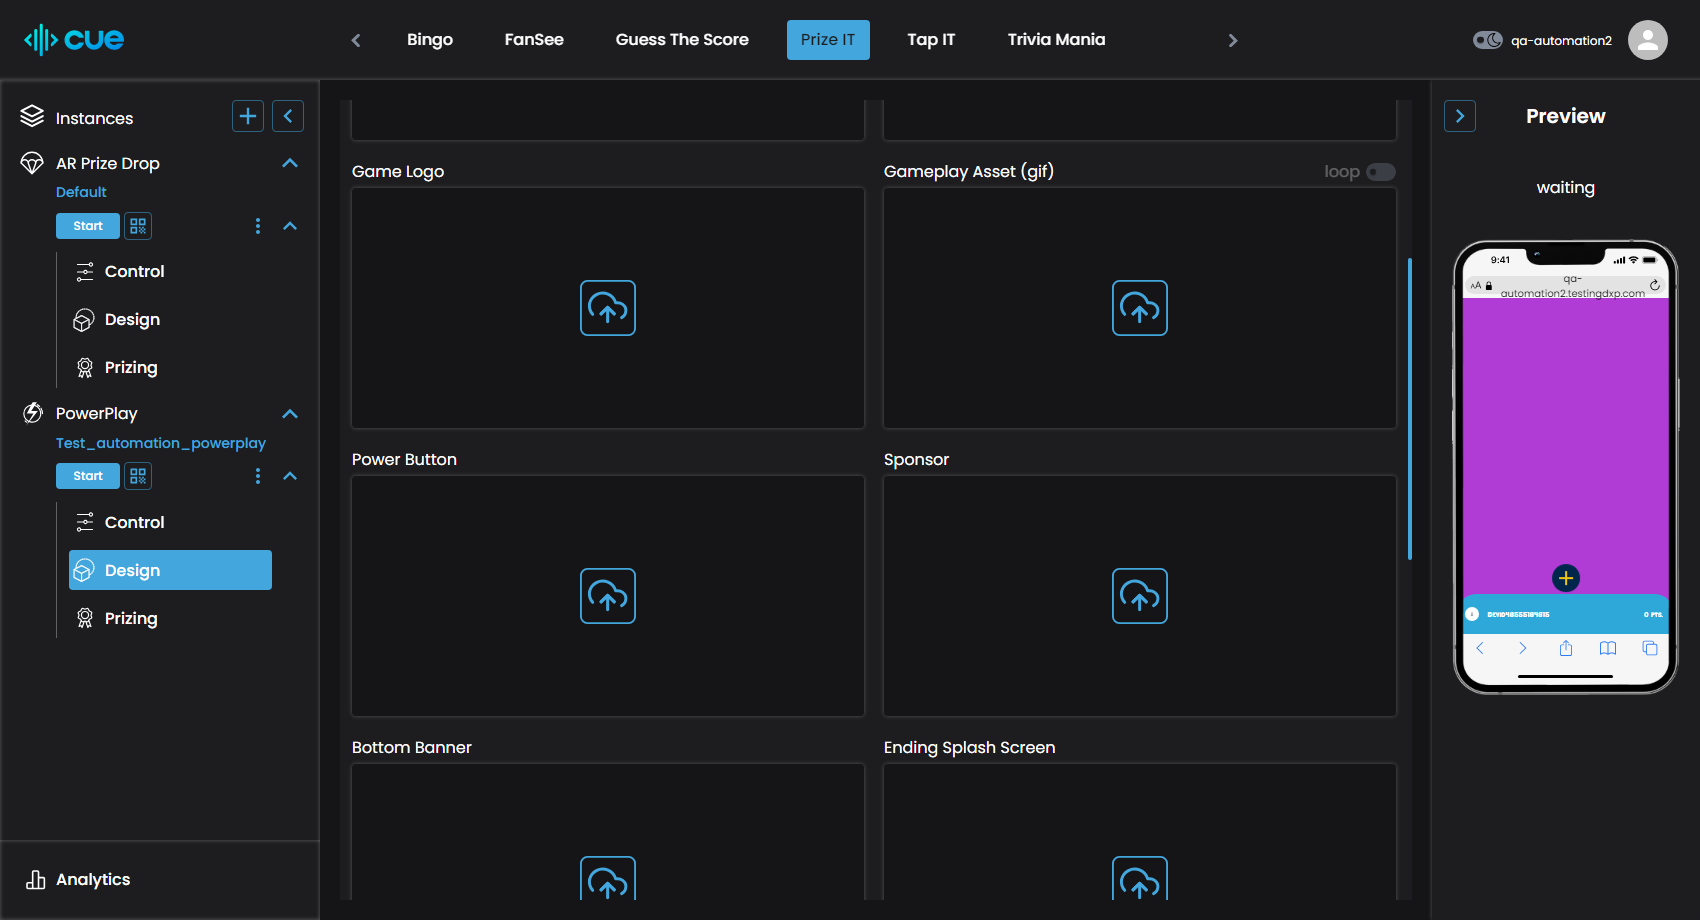 cue
Bingo
FanSee
Guess The Score
Prize IT
Tap IT
Trivia Mania
qa-automation2
Instances
AR Prize Drop
Default
Start
Control
Design
Prizing
PowerPlay
Test_automation_powerplay
Start
Control
Design
Prizing
Analytics
Game Logo
Gameplay Asset (gif)
loop
Power Button
Sponsor
Bottom Banner
Ending Splash Screen
Preview
waiting
9:41
AA
qa-
automation2.testingdxp.com
0 PTS.